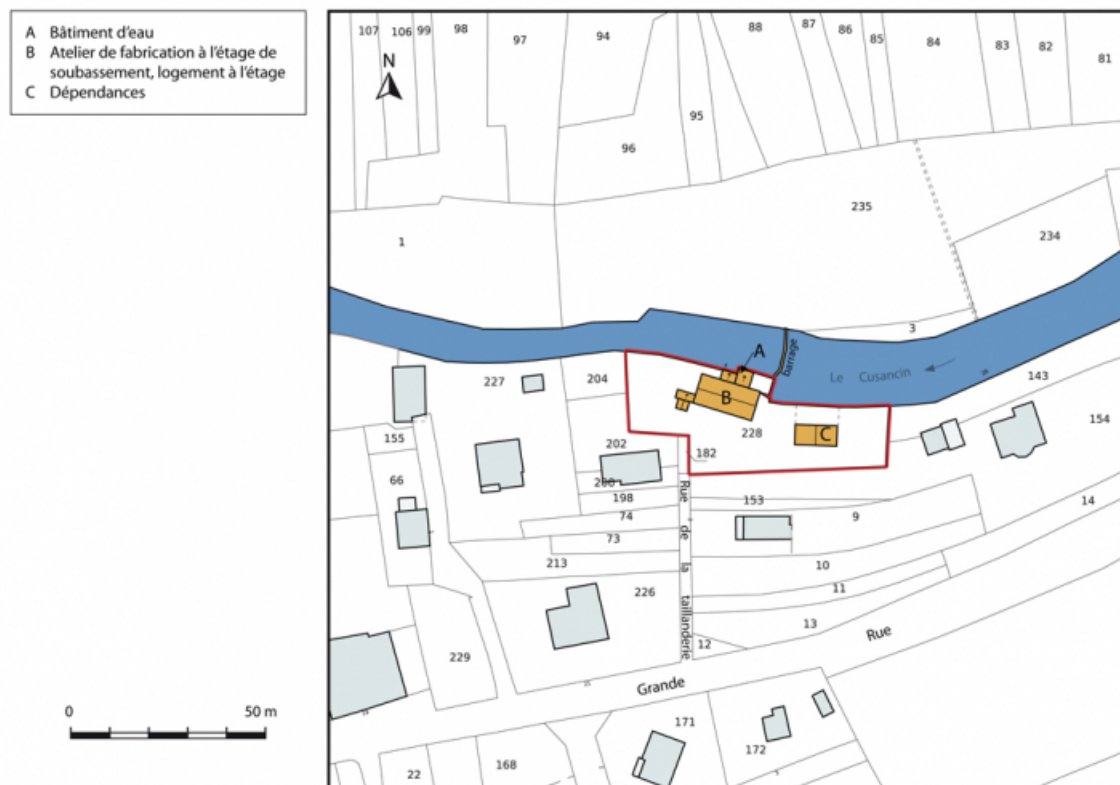 A Bâtiment d'eau
B Atelier de fabrication à l'étage de
soubassement, logement à l'étage
C Dépendances
107 106 99 98 97 94 88 87 86 85 84 83 82 81
N
95
96
235
234
1
3
A
barrage
Le Cusancin
143
227
204
B
154
228
C
155
202
182
66
200
198
153
14
74
9
73
213
10
226
11
13
Rue de la taillanderie
12
Rue
229
Grande
0 50 m
171
172
22
168